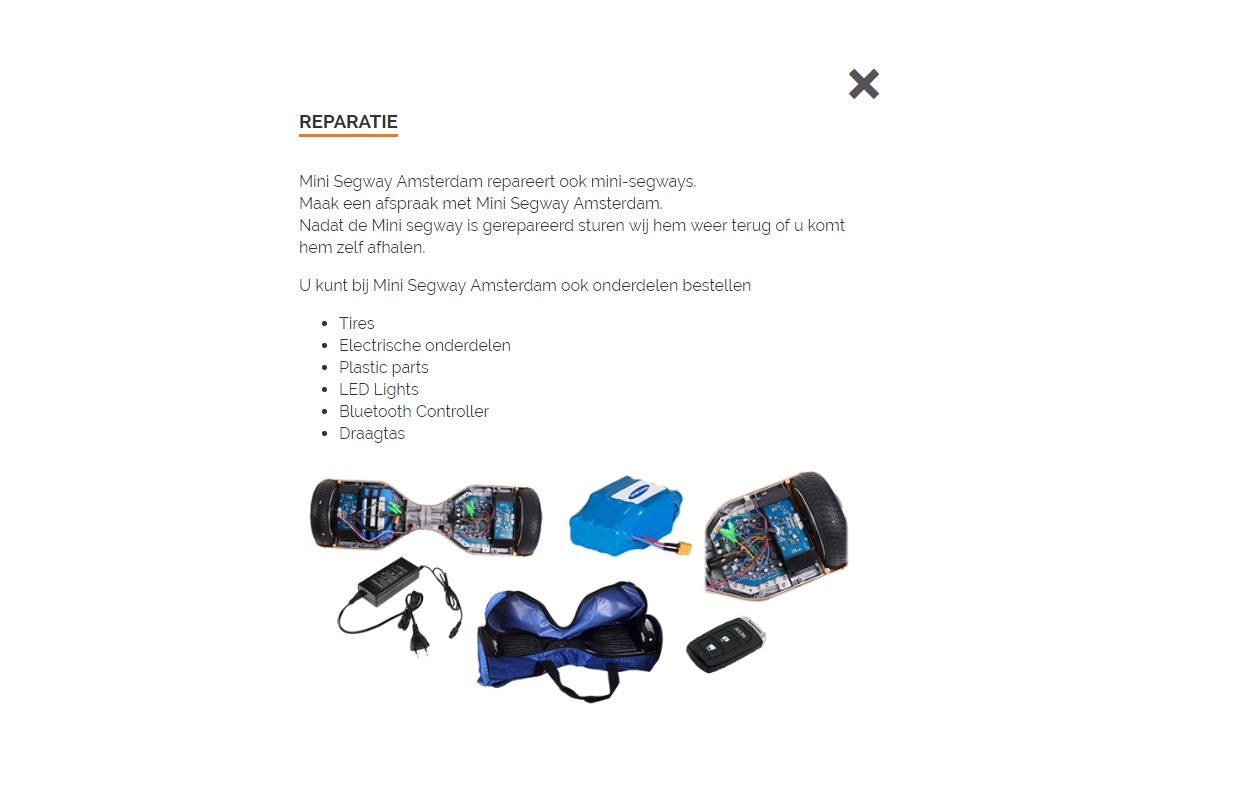 REPARATIE
Mini Segway Amsterdam repareert ook mini-segways.
Maak een afspraak met Mini Segway Amsterdam.
Nadat de Mini segway is gerepareerd sturen wij hem weer terug of u komt
hem zelf afhalen.
U kunt bij Mini Segway Amsterdam ook onderdelen bestellen
Tires
Electrische onderdelen
Plastic parts
LED Lights
Bluetooth Controller
Draagtas